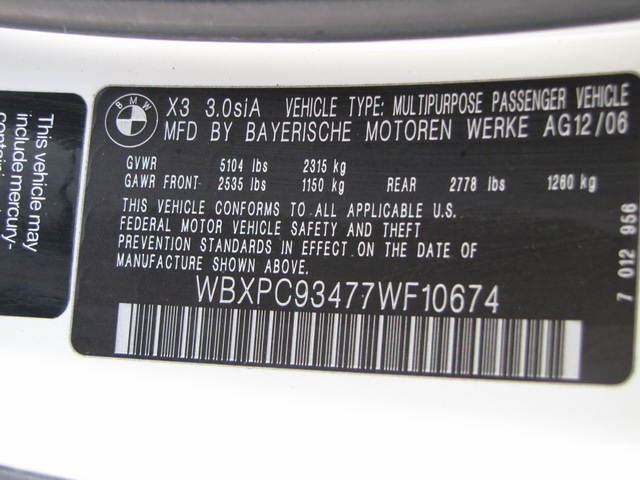 BMW
X3 3.0siA VEHICLE TYPE: MULTIPURPOSE PASSENGER VEHICLE
MFD BY BAYERISCHE MOTOREN WERKE AG12/06
GVWR 5104 lbs 2315 kg
GAWR FRONT 2535 lbs 1150 kg REAR 2778 lbs 1260 kg
THIS VEHICLE CONFORMS TO ALL APPLICABLE U.S.
FEDERAL MOTOR VEHICLE SAFETY AND THEFT
PREVENTION STANDARDS IN EFFECT ON THE DATE OF
MANUFACTURE SHOWN ABOVE.
WBXPC93477WF10674
7 012 956
This vehicle may
include mercury-